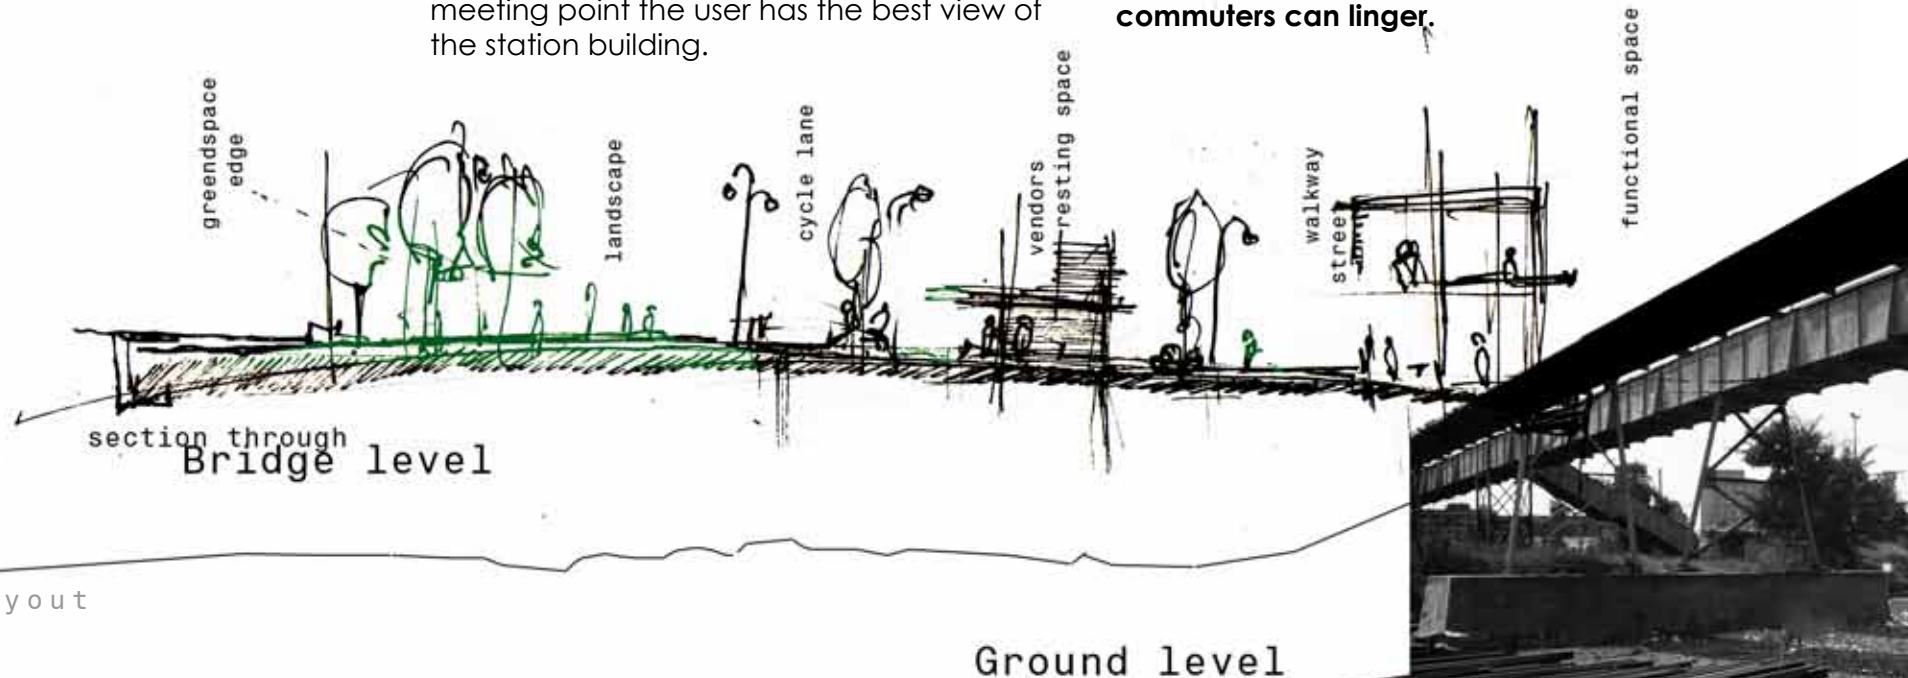 meeting point the user has the best view of
the station building.
commuters can linger.
greendspace
edge
landscape
cycle lane
vendors
resting space
walkway
street
functional space
section through
Bridge level
yout
Ground level